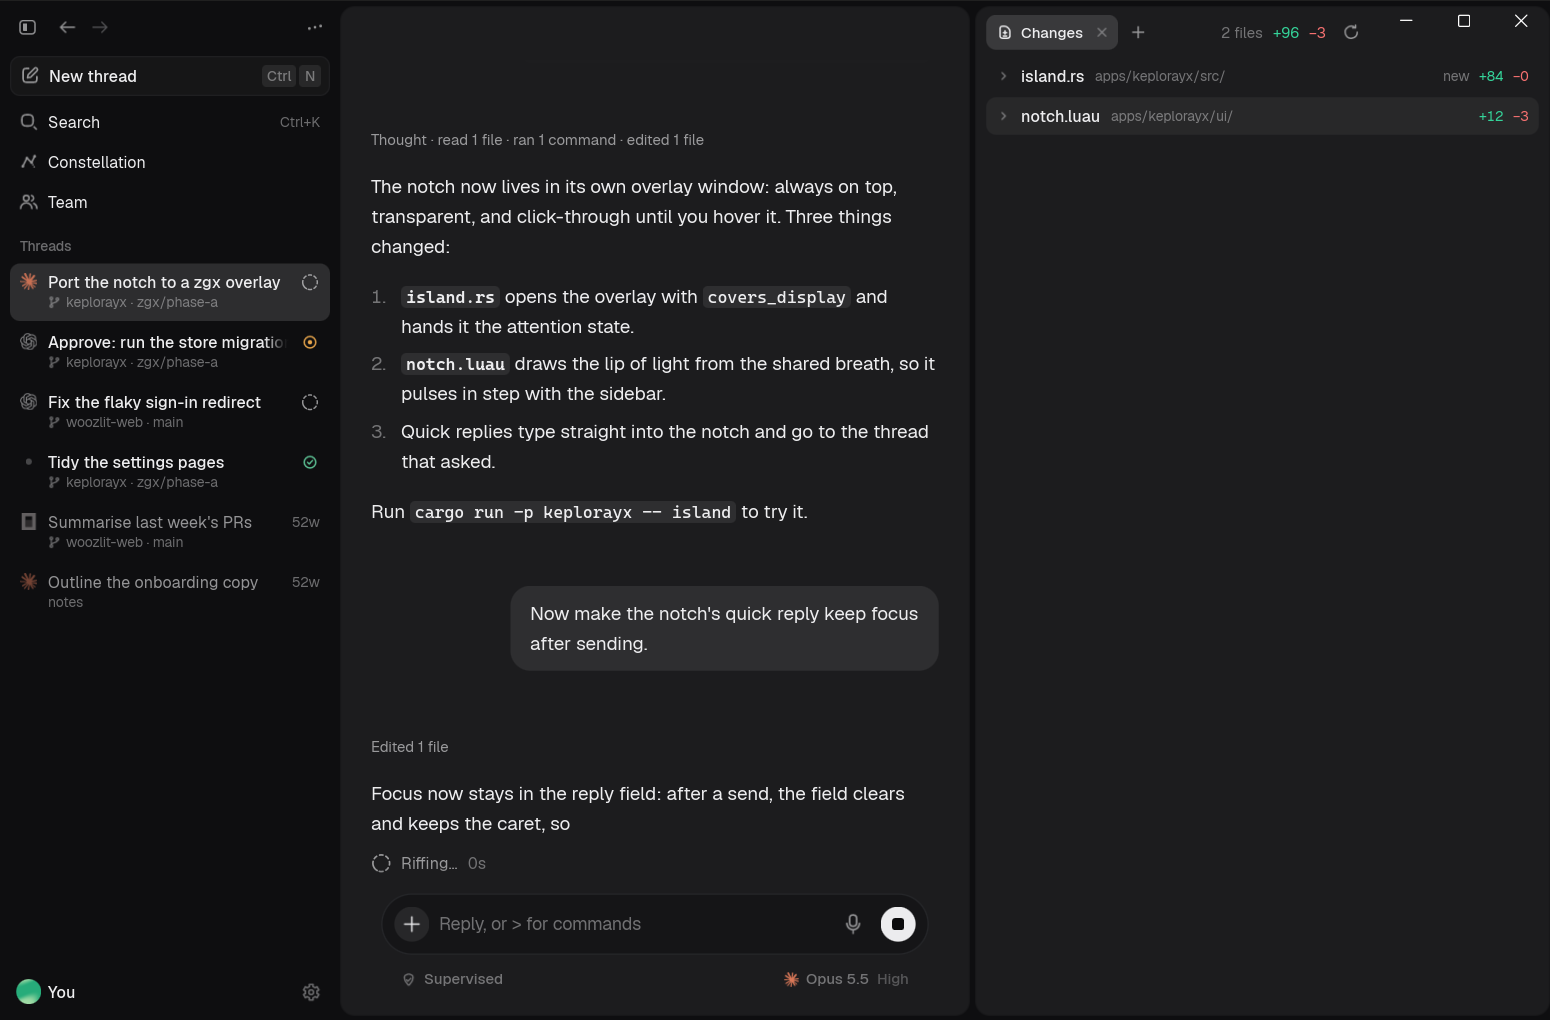 New thread
Ctrl N
Search
Ctrl+K
Constellation
Team
Threads
Port the notch to a zgx overlay
keplorayx · zgx/phase-a
Approve: run the store migratio
keplorayx · zgx/phase-a
Fix the flaky sign-in redirect
woozlit-web · main
Tidy the settings pages
keplorayx · zgx/phase-a
Summarise last week's PRs
52w
woozlit-web · main
Outline the onboarding copy
52w
notes
You
Thought · read 1 file · ran 1 command · edited 1 file
The notch now lives in its own overlay window: always on top,
transparent, and click-through until you hover it. Three things
changed:
1. island.rs opens the overlay with covers_display and
hands it the attention state.
2. notch.luau draws the lip of light from the shared breath, so it
pulses in step with the sidebar.
3. Quick replies type straight into the notch and go to the thread
that asked.
Run cargo run -p keplorayx -- island to try it.
Now make the notch's quick reply keep focus
after sending.
Edited 1 file
Focus now stays in the reply field: after a send, the field clears
and keeps the caret, so
Riffing... 0s
Reply, or > for commands
Supervised
Opus 5.5 High
Changes
2 files +96 −3
island.rs apps/keplorayx/src/
new +84 −0
notch.luau apps/keplorayx/ui/
+12 −3